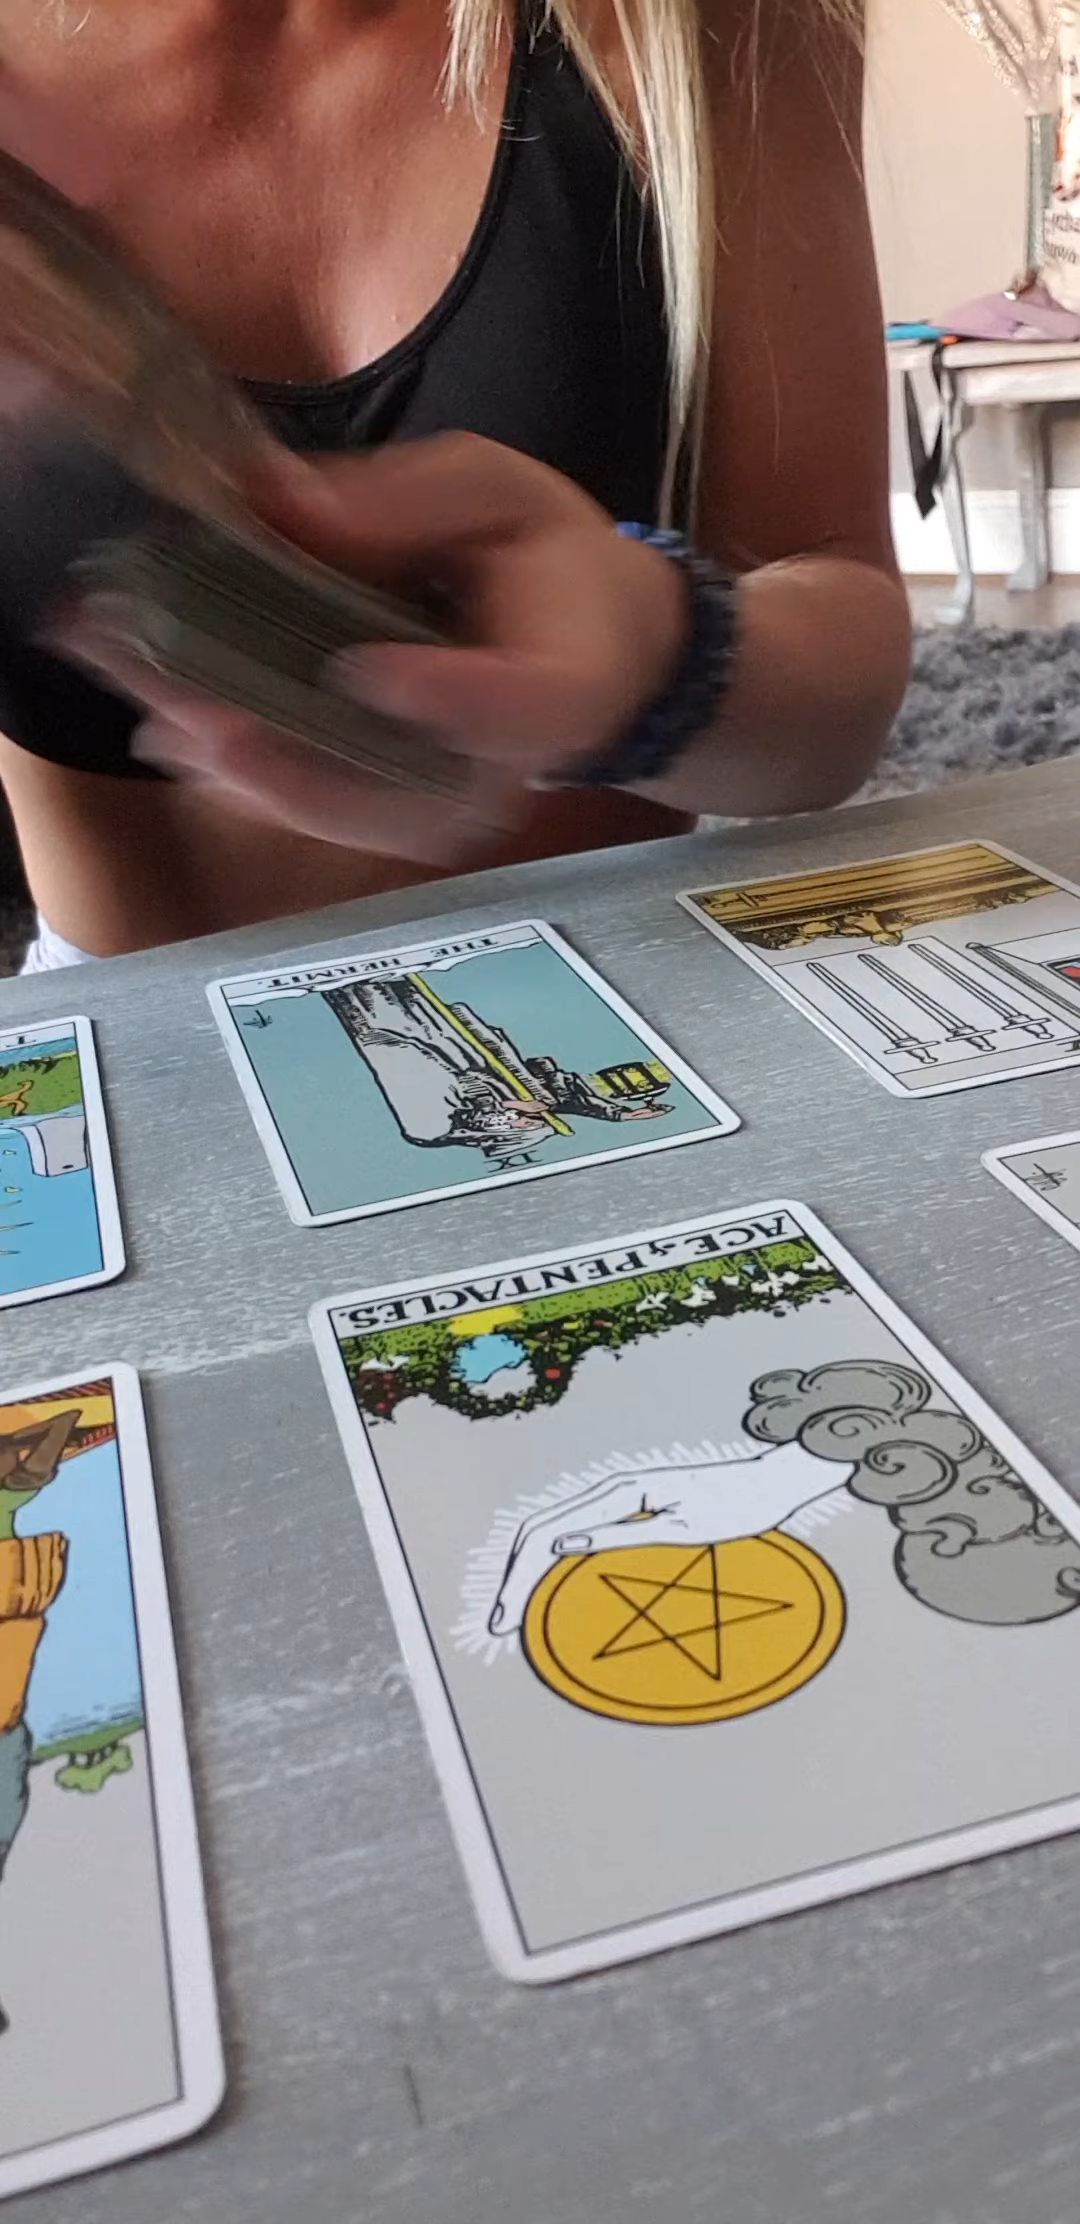 THE HERMIT.
IX
ACE of PENTACLES.
T